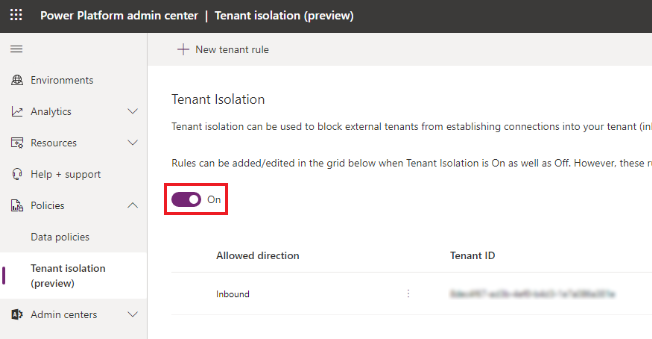 Power Platform admin center | Tenant isolation (preview)
New tenant rule
Environments
Analytics
Resources
Help + support
Policies
Data policies
Tenant isolation
(preview)
Admin centers
Tenant Isolation
Tenant isolation can be used to block external tenants from establishing connections into your tenant (in
Rules can be added/edited in the grid below when Tenant Isolation is On as well as Off. However, these ru
On
Allowed direction Tenant ID
Inbound